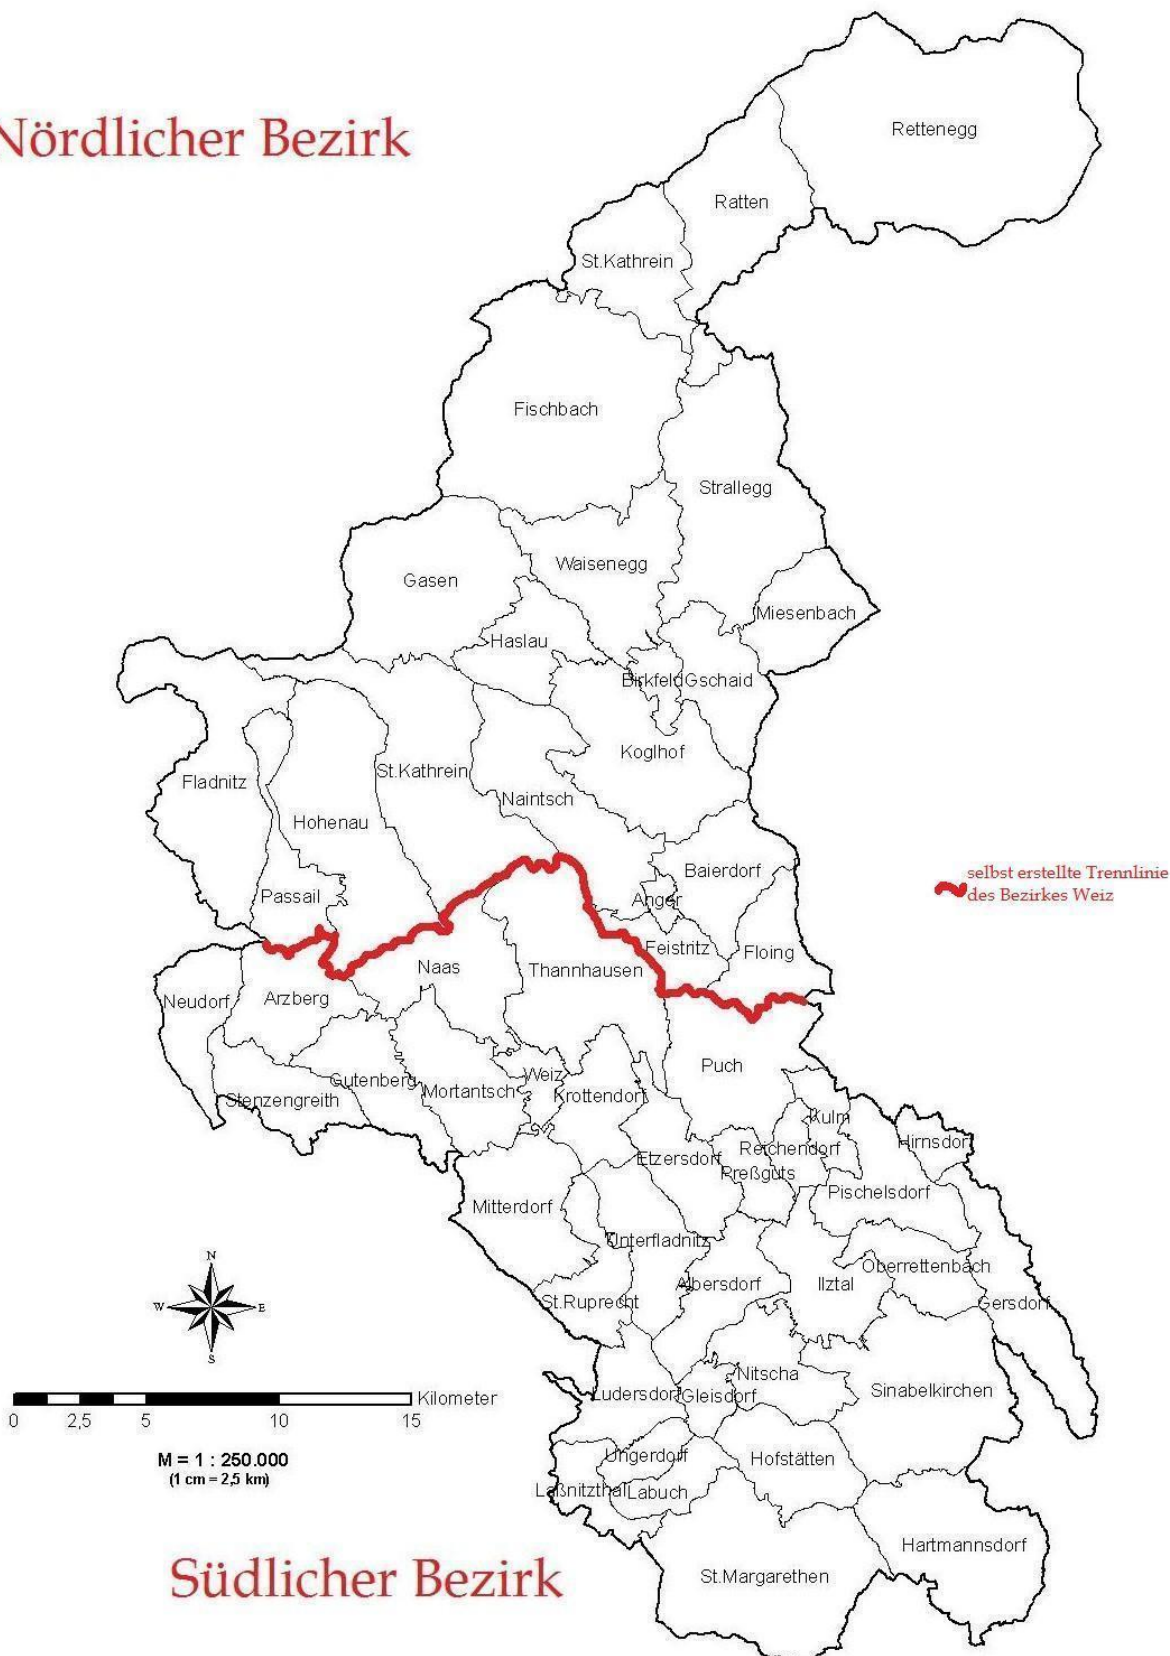 Nördlicher Bezirk
Rettenegg
Ratten
St.Kathrein
Fischbach
Strallegg
Waisenegg
Gasen
Miesenbach
Haslau
Birkfeld
Gschaid
Koglhof
St.Kathrein
Fladnitz
Naintsch
Hohenau
Baierdorf
selbst erstellte Trennlinie
des Bezirkes Weiz
Passail
Anger
Feistritz
Floing
Naas
Thannhausen
Neudorf
Arzberg
Puch
Weiz
Gutenberg
Mortantsch
Krottendorf
Stenzengreith
Kulm
Hirnsdorf
Reichendorf
Etzersdorf
Preßguts
Pischelsdorf
Mitterdorf
Unterfladnitz
Oberrettenbach
Albersdorf
Ilztal
St.Ruprecht
Gersdorf
N
W
E
S
Nitscha
Ludersdorf
Gleisdorf
Sinabelkirchen
Kilometer
0 2,5 5 10 15
Ungerdorf
Hofstätten
M = 1 : 250.000
(1 cm = 2,5 km)
Laßnitzthal
Labuch
Hartmannsdorf
St.Margarethen
Südlicher Bezirk